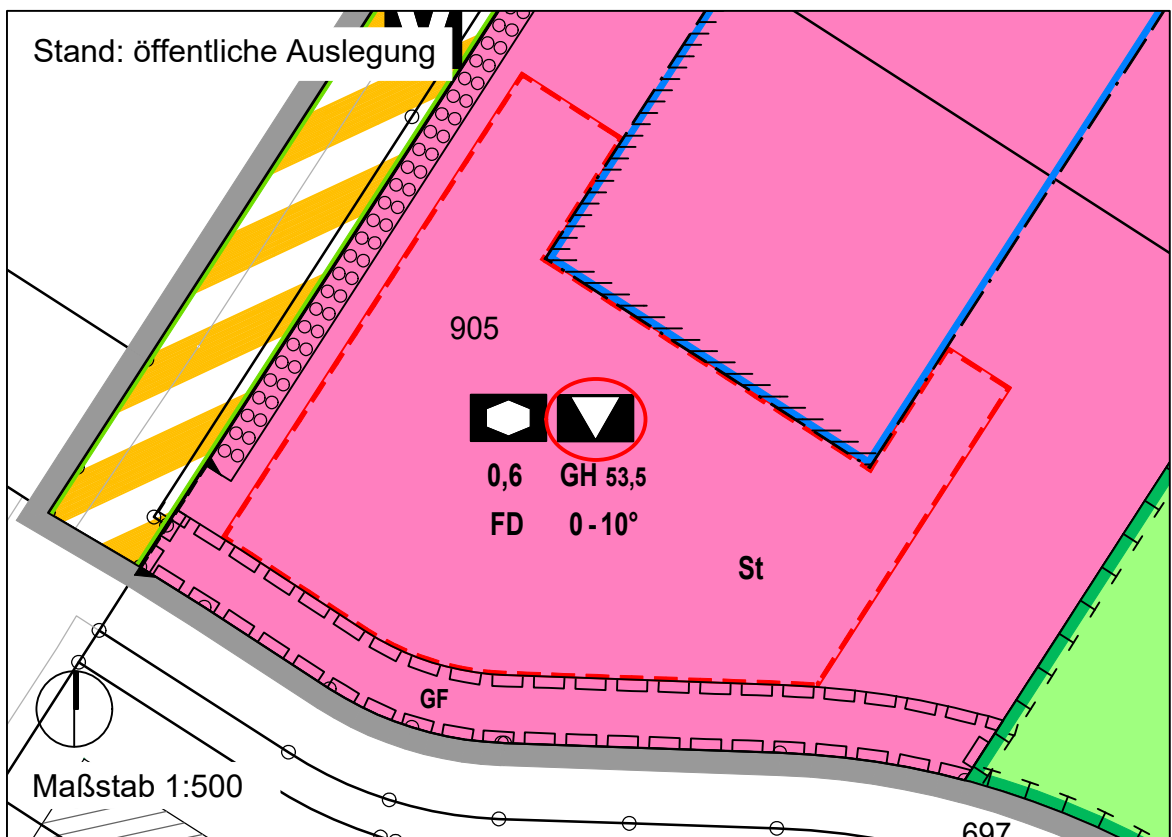 Stand: öffentliche Auslegung
905
0,6 GH 53,5
FD 0 - 10°
St
GF
Maßstab 1:500
697